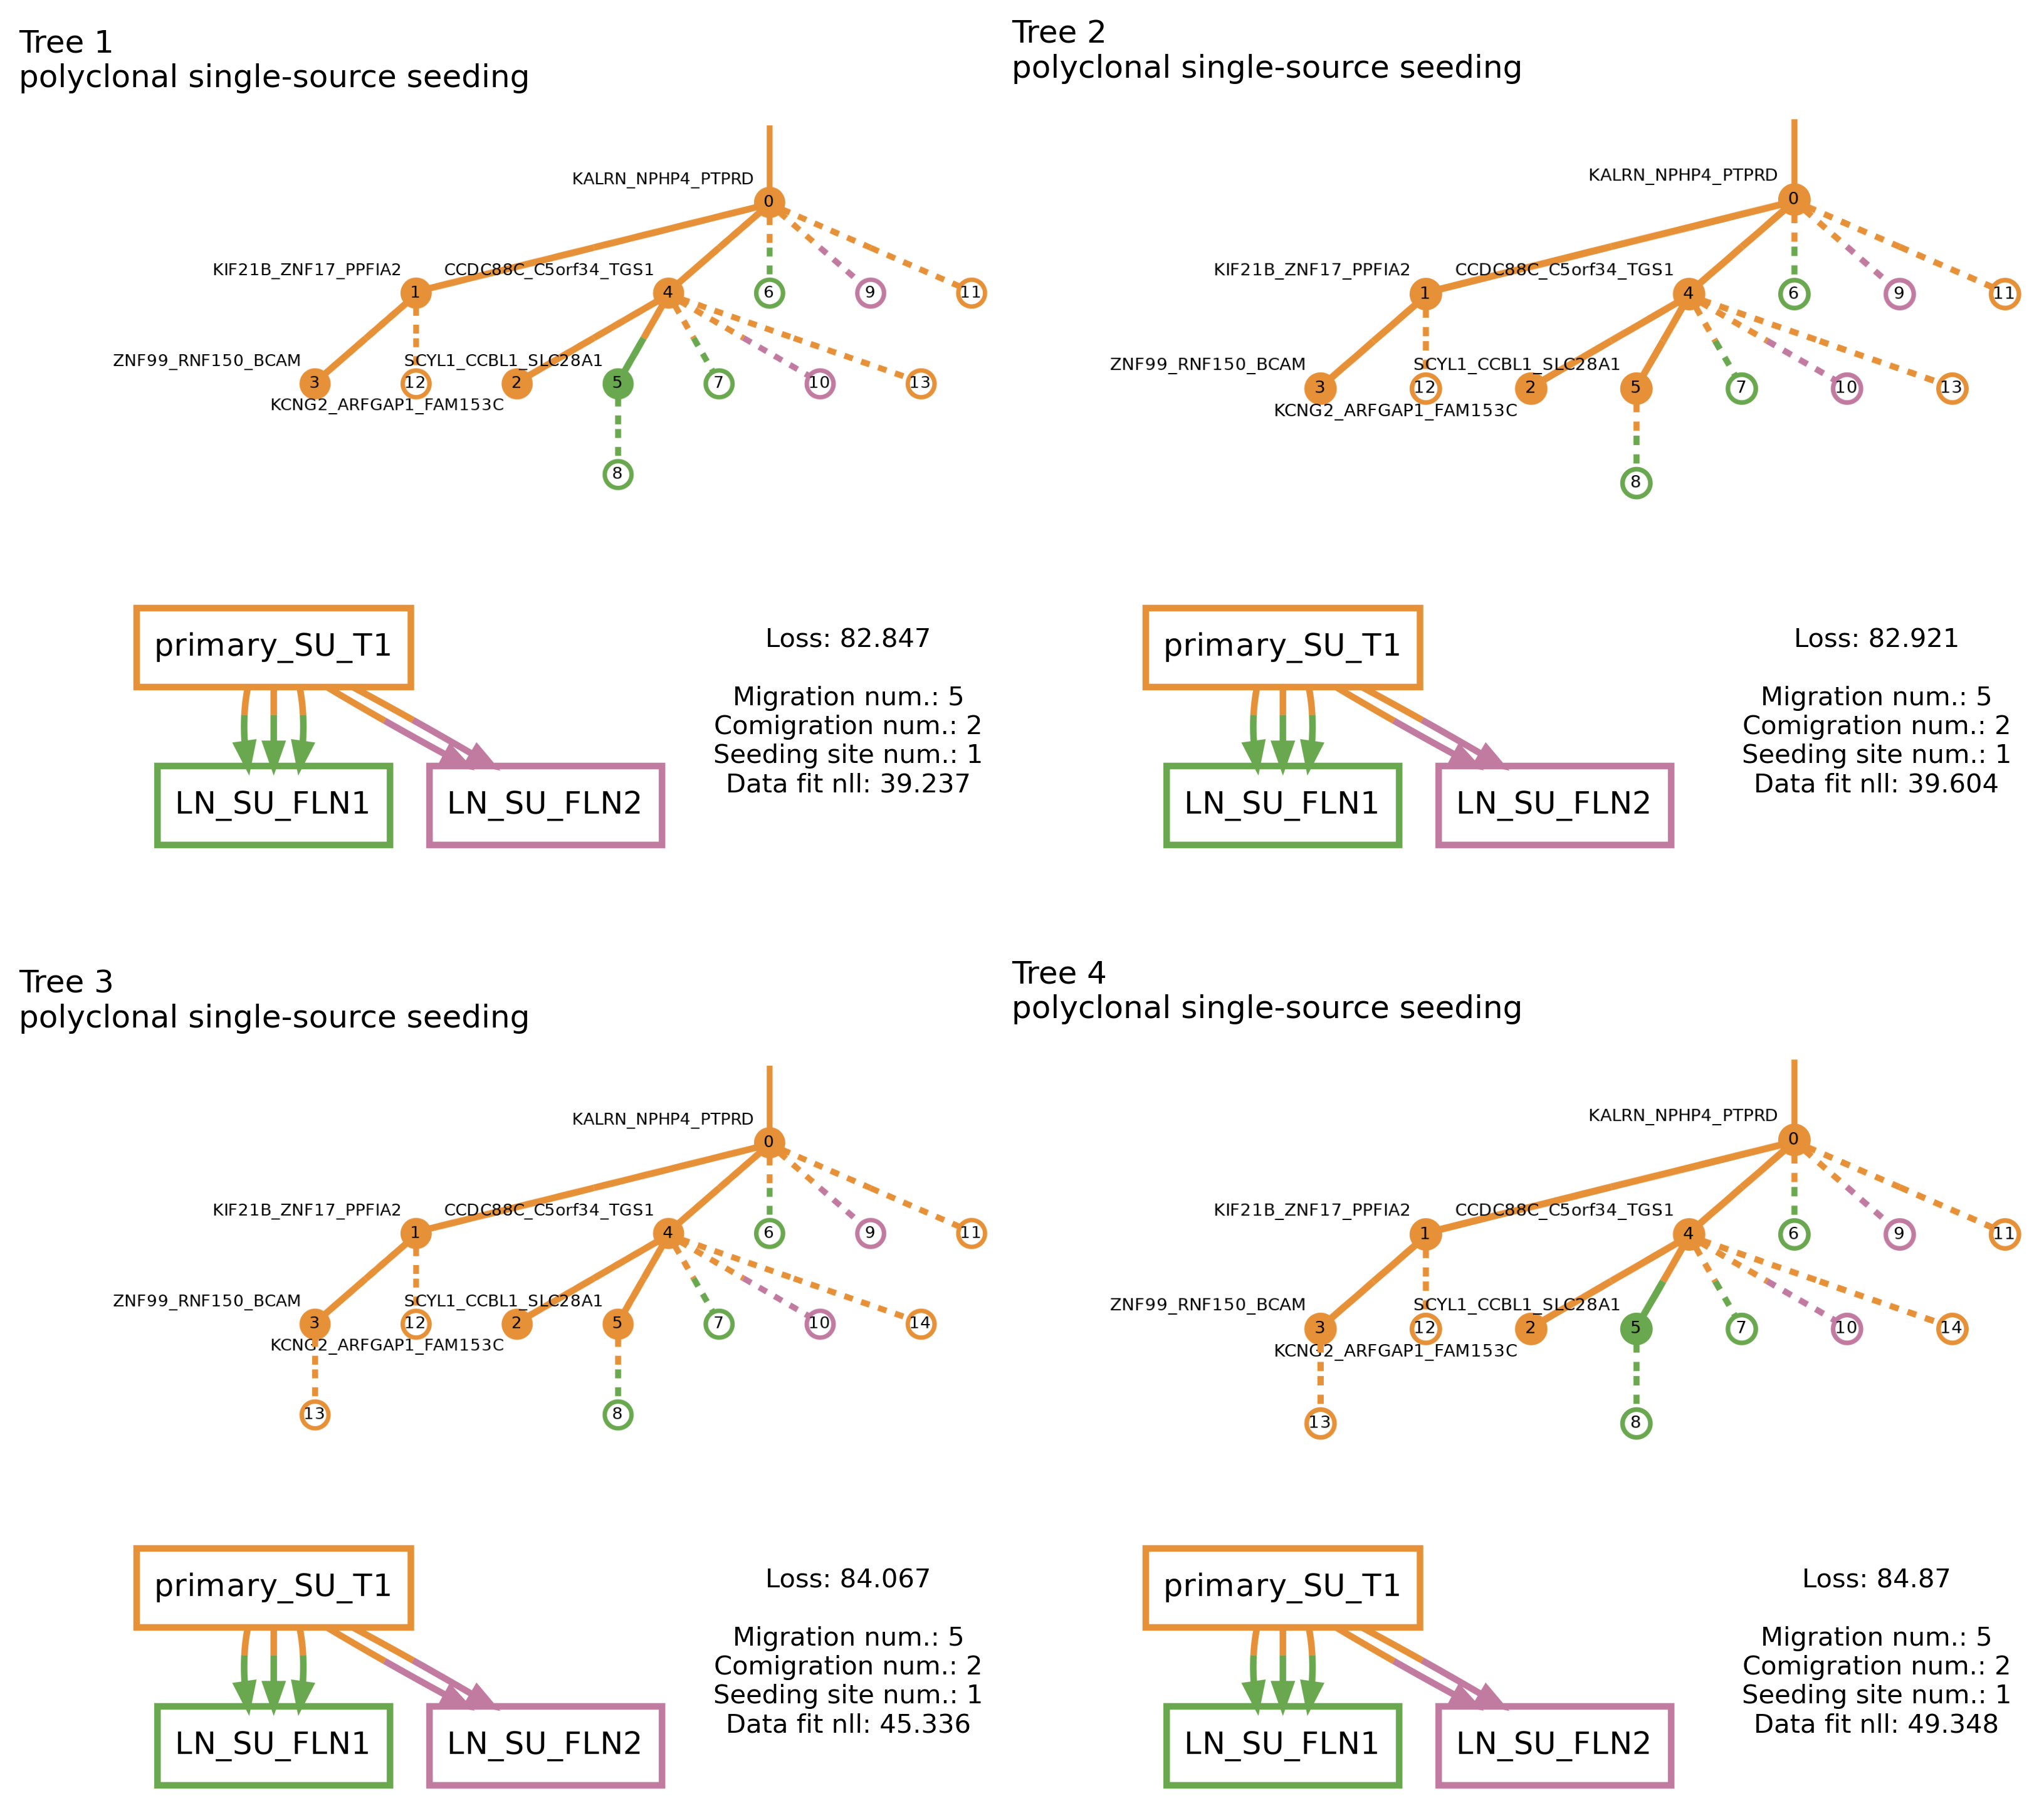 Tree 1
polyclonal single-source seeding
KALRN_NPHP4_PTPRD
0
KIF21B_ZNF17_PPFIA2
CCDC88C_C5orf34_TGS1
1
4
6
9
11
ZNF99_RNF150_BCAM
SCYL1_CCBL1_SLC28A1
3
12
2
5
7
10
13
KCNG2_ARFGAP1_FAM153C
8
primary_SU_T1
LN_SU_FLN1
LN_SU_FLN2
Loss: 82.847
Migration num.: 5
Comigration num.: 2
Seeding site num.: 1
Data fit nll: 39.237
Tree 2
polyclonal single-source seeding
KALRN_NPHP4_PTPRD
0
KIF21B_ZNF17_PPFIA2
CCDC88C_C5orf34_TGS1
1
4
6
9
11
ZNF99_RNF150_BCAM
SCYL1_CCBL1_SLC28A1
3
12
2
5
7
10
13
KCNG2_ARFGAP1_FAM153C
8
primary_SU_T1
LN_SU_FLN1
LN_SU_FLN2
Loss: 82.921
Migration num.: 5
Comigration num.: 2
Seeding site num.: 1
Data fit nll: 39.604
Tree 3
polyclonal single-source seeding
KALRN_NPHP4_PTPRD
0
KIF21B_ZNF17_PPFIA2
CCDC88C_C5orf34_TGS1
1
4
6
9
11
ZNF99_RNF150_BCAM
SCYL1_CCBL1_SLC28A1
3
12
2
5
7
10
14
KCNG2_ARFGAP1_FAM153C
13
8
primary_SU_T1
LN_SU_FLN1
LN_SU_FLN2
Loss: 84.067
Migration num.: 5
Comigration num.: 2
Seeding site num.: 1
Data fit nll: 45.336
Tree 4
polyclonal single-source seeding
KALRN_NPHP4_PTPRD
0
KIF21B_ZNF17_PPFIA2
CCDC88C_C5orf34_TGS1
1
4
6
9
11
ZNF99_RNF150_BCAM
SCYL1_CCBL1_SLC28A1
3
12
2
5
7
10
14
KCNG2_ARFGAP1_FAM153C
13
8
primary_SU_T1
LN_SU_FLN1
LN_SU_FLN2
Loss: 84.87
Migration num.: 5
Comigration num.: 2
Seeding site num.: 1
Data fit nll: 49.348